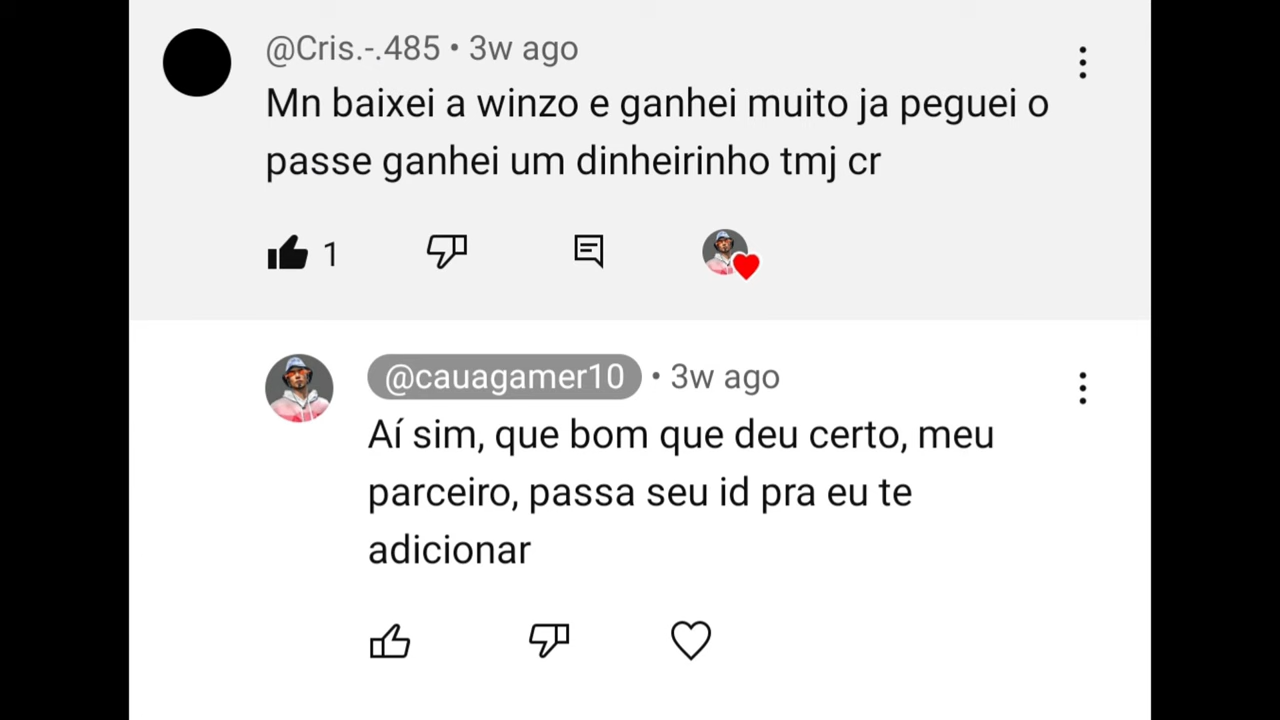 @Cris.-.485 • 3w ago
Mn baixei a winzo e ganhei muito ja peguei o
passe ganhei um dinheirinho tmj cr
1
@cauagamer10 • 3w ago
Aí sim, que bom que deu certo, meu
parceiro, passa seu id pra eu te
adicionar